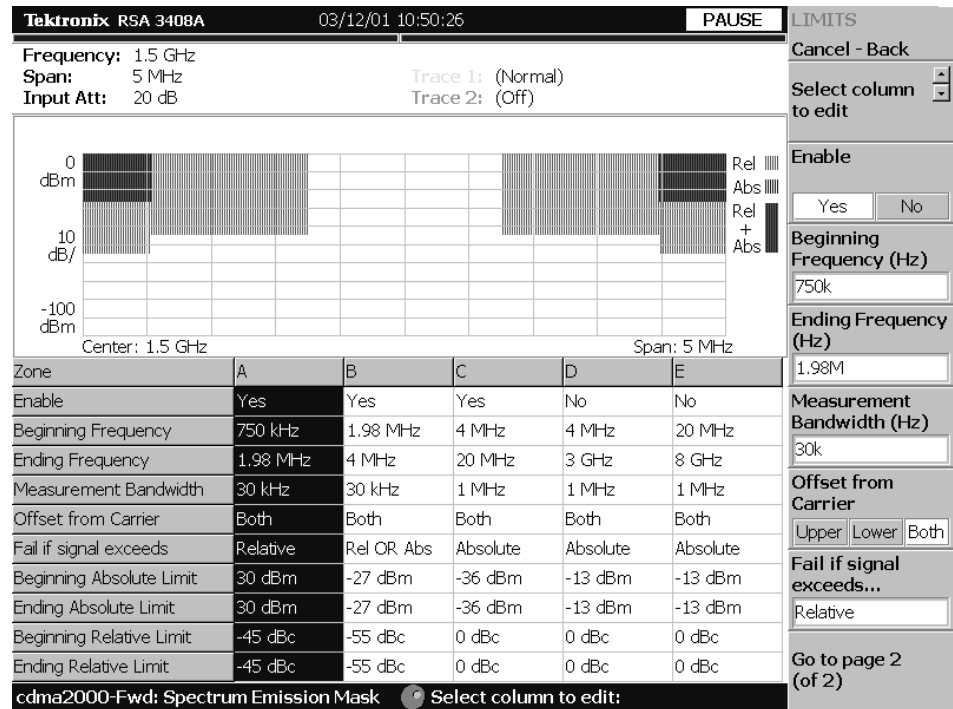 Tektronix RSA 3408A 03/12/01 10:50:26 PAUSE
Frequency: 1.5 GHz
Span: 5 MHz Trace 1: (Normal)
Input Att: 20 dB Trace 2: (Off)
0
dBm
10
dB/
-100
dBm
Rel
Abs
Rel
+
Abs
Center: 1.5 GHz Span: 5 MHz
Zone A B C D E
Enable Yes Yes Yes No No
Beginning Frequency 750 kHz 1.98 MHz 4 MHz 4 MHz 20 MHz
Ending Frequency 1.98 MHz 4 MHz 20 MHz 3 GHz 8 GHz
Measurement Bandwidth 30 kHz 30 kHz 1 MHz 1 MHz 1 MHz
Offset from Carrier Both Both Both Both Both
Fail if signal exceeds Relative Rel OR Abs Absolute Absolute Absolute
Beginning Absolute Limit 30 dBm -27 dBm -36 dBm -13 dBm -13 dBm
Ending Absolute Limit 30 dBm -27 dBm -36 dBm -13 dBm -13 dBm
Beginning Relative Limit -45 dBc -55 dBc 0 dBc 0 dBc 0 dBc
Ending Relative Limit -45 dBc -55 dBc 0 dBc 0 dBc 0 dBc
cdma2000-Fwd: Spectrum Emission Mask Select column to edit:
LIMITS
Cancel - Back
Select column
to edit
Enable
Yes No
Beginning
Frequency (Hz)
750k
Ending Frequency
(Hz)
1.98M
Measurement
Bandwidth (Hz)
30k
Offset from
Carrier
Upper Lower Both
Fail if signal
exceeds...
Relative
Go to page 2
(of 2)